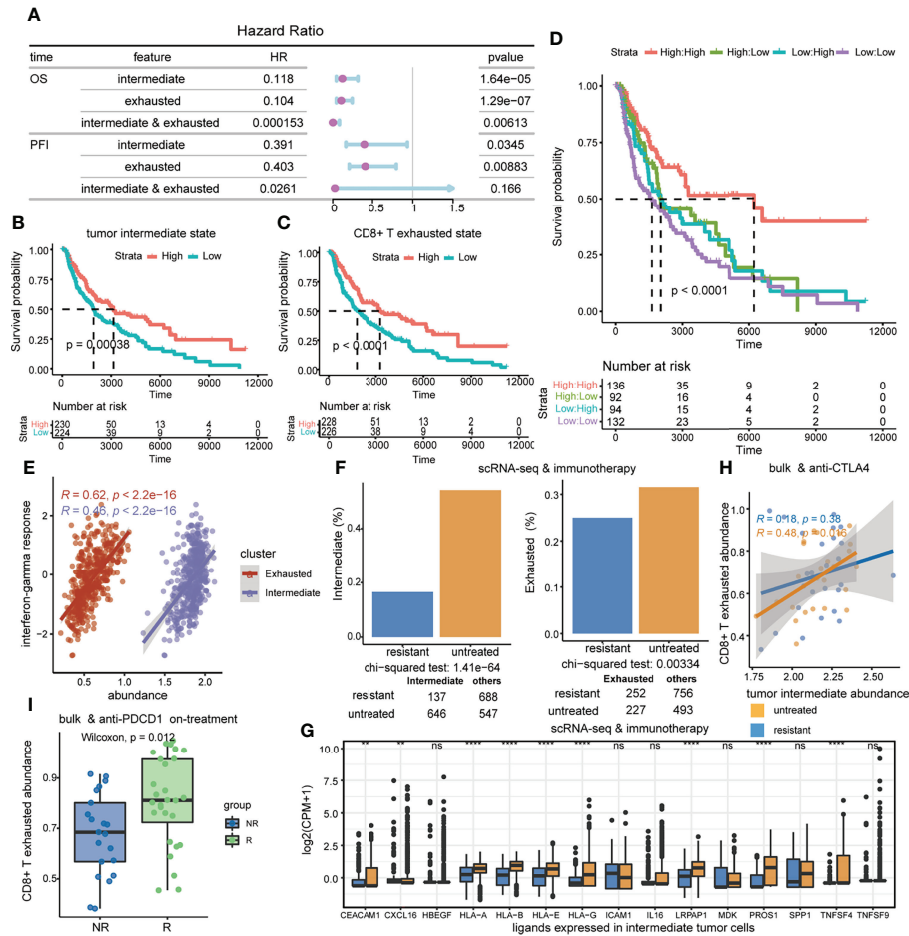 A
Hazard Ratio
time feature HR pvalue
OS intermediate 0.118 1.64e-05
exhausted 0.104 1.29e-07
intermediate & exhausted 0.000153 0.00613
PFI intermediate 0.391 0.0345
exhausted 0.403 0.00883
intermediate & exhausted 0.0261 0.166
0 0.5 1 1.5
B
tumor intermediate state
Strata High Low
Survival probability
1.00
0.75
0.50
0.25
0.00
p = 0.00038
0 3000 6000 9000 12000
Time
Number at risk
Strata
High 230 50 13 4 0
Low 224 39 9 2 0
0 3000 6000 9000 12000
Time
C
CD8+ T exhausted state
Strata High Low
Survival probability
1.00
0.75
0.50
0.25
0.00
p < 0.0001
0 3000 6000 9000 12000
Time
Number at risk
Strata
High 228 51 13 2 0
Low 226 38 9 4 0
0 3000 6000 9000 12000
Time
D
Strata High:High High:Low Low:High Low:Low
Survival probability
1.00
0.75
0.50
0.25
0.00
p < 0.0001
0 3000 6000 9000 12000
Time
Number at risk
Strata
High:High 136 35 9 2 0
High:Low 92 16 4 0 0
Low:High 94 15 4 2 0
Low:Low 132 23 5 2 0
0 3000 6000 9000 12000
Time
E
R = 0.62, p < 2.2e-16
R = 0.46, p < 2.2e-16
interferon-gamma response
2
0
−2
0.5 1.0 1.5 2.0
abundance
cluster
Exhausted
Intermediate
F
scRNA-seq & immunotherapy
Intermediate (%)
0.4
0.2
0.0
resistant untreated
chi-squared test: 1.41e-64
Intermediate others
resstant 137 688
untreated 646 547
Exhausted (%)
0.3
0.2
0.1
0.0
resistant untreated
chi-squared test: 0.00334
Exhausted others
resistant 252 756
untreated 227 493
H
bulk & anti-CTLA4
R = 0.18, p = 0.38
R = 0.48, p = 0.016
CD8+ T exhausted abundance
1.0
0.8
0.6
0.4
1.75 2.00 2.25 2.50
tumor intermediate abundance
untreated
resistant
I
bulk & anti-PDCD1 on-treatment
Wilcoxon, p = 0.012
CD8+ T exhausted abundance
0.9
0.7
0.5
NR R
group
NR
R
G
scRNA-seq & immunotherapy
log2(CPM+1)
10.0
7.5
5.0
2.5
0.0
** ** ns **** **** **** **** ns ns **** ns **** ns **** ns
CEACAM1 CXCL16 HBEGF HLA-A HLA-B HLA-E HLA-G ICAM1 IL16 LRPAP1 MDK PROS1 SPP1 TNFSF4 TNFSF9
ligands expressed in intermediate tumor cells